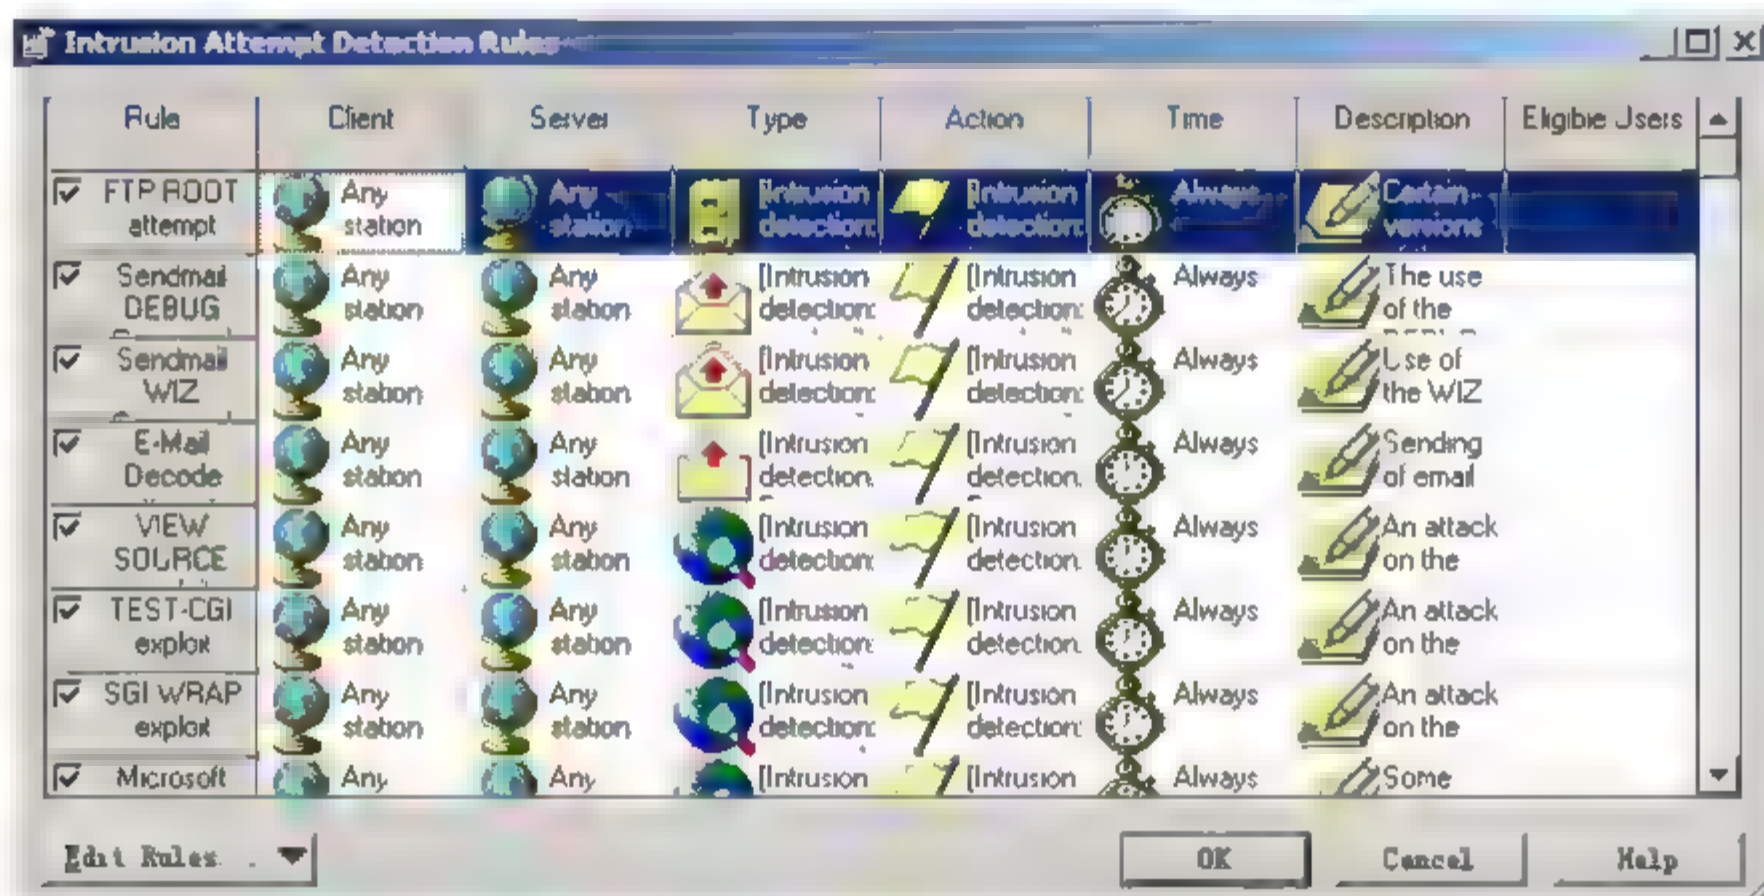 Intrusion Attempt Detection Rules
Rule Client Server Type Action Time Description Eligible Users
FTP ROOT Any Any [Intrusion [Intrusion Always Certain
attempt station station detection: detection: versions
Sendmail Any Any [Intrusion [Intrusion Always The use
DEBUG station station detection: detection: of the
Sendmail Any Any [Intrusion [Intrusion Always Use of
WIZ station station detection: detection: the WIZ
E-Mail Any Any [Intrusion [Intrusion Always Sending
Decode station station detection: detection: of email
VIEW Any Any [Intrusion [Intrusion Always An attack
SOURCE station station detection: detection: on the
TEST-CGI Any Any [Intrusion [Intrusion Always An attack
exploit station station detection: detection: on the
SGI WRAP Any Any [Intrusion [Intrusion Always An attack
exploit station station detection: detection: on the
Microsoft Any Any [Intrusion [Intrusion Always Some
Edit Rules OK Cancel Help